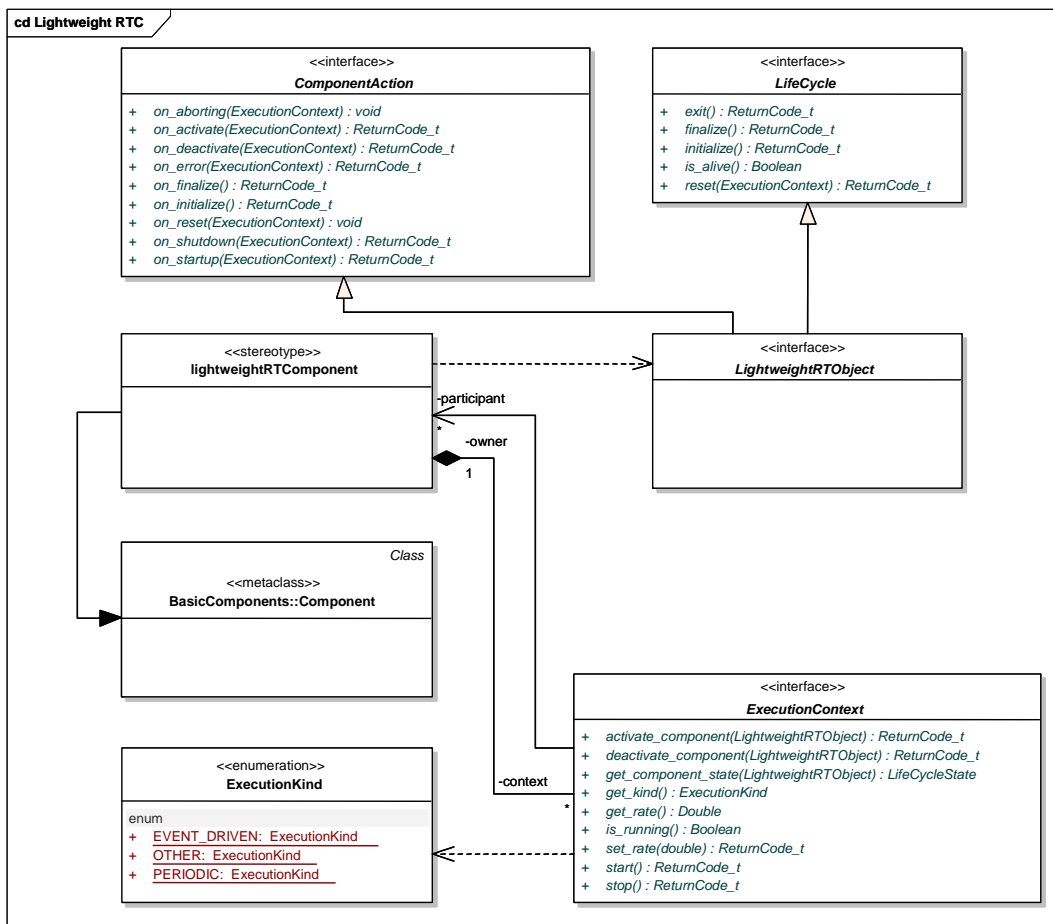 cd Lightweight RTC
<<interface>>
ComponentAction
+ on_aborting(ExecutionContext) : void
+ on_activate(ExecutionContext) : ReturnCode_t
+ on_deactivate(ExecutionContext) : ReturnCode_t
+ on_error(ExecutionContext) : ReturnCode_t
+ on_finalize() : ReturnCode_t
+ on_initialize() : ReturnCode_t
+ on_reset(ExecutionContext) : void
+ on_shutdown(ExecutionContext) : ReturnCode_t
+ on_startup(ExecutionContext) : ReturnCode_t
<<interface>>
LifeCycle
+ exit() : ReturnCode_t
+ finalize() : ReturnCode_t
+ initialize() : ReturnCode_t
+ is_alive() : Boolean
+ reset(ExecutionContext) : ReturnCode_t
<<stereotype>>
lightweightRTComponent
<<interface>>
LightweightRTObject
-participant
*
-owner
1
Class
<<metaclass>>
BasicComponents::Component
<<interface>>
ExecutionContext
+ activate_component(LightweightRTObject) : ReturnCode_t
+ deactivate_component(LightweightRTObject) : ReturnCode_t
+ get_component_state(LightweightRTObject) : LifeCycleState
+ get_kind() : ExecutionKind
+ get_rate() : Double
+ is_running() : Boolean
+ set_rate(double) : ReturnCode_t
+ start() : ReturnCode_t
+ stop() : ReturnCode_t
-context
*
<<enumeration>>
ExecutionKind
enum
+ EVENT_DRIVEN: ExecutionKind
+ OTHER: ExecutionKind
+ PERIODIC: ExecutionKind